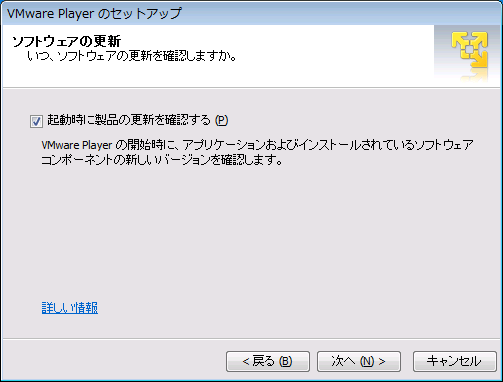 VMware Player のセットアップ
ソフトウェアの更新
いつ、ソフトウェアの更新を確認しますか。
起動時に製品の更新を確認する (P)
VMware Player の開始時に、アプリケーションおよびインストールされているソフトウェア
コンポーネントの新しいバージョンを確認します。
詳しい情報
< 戻る (B)
次へ (N) >
キャンセル